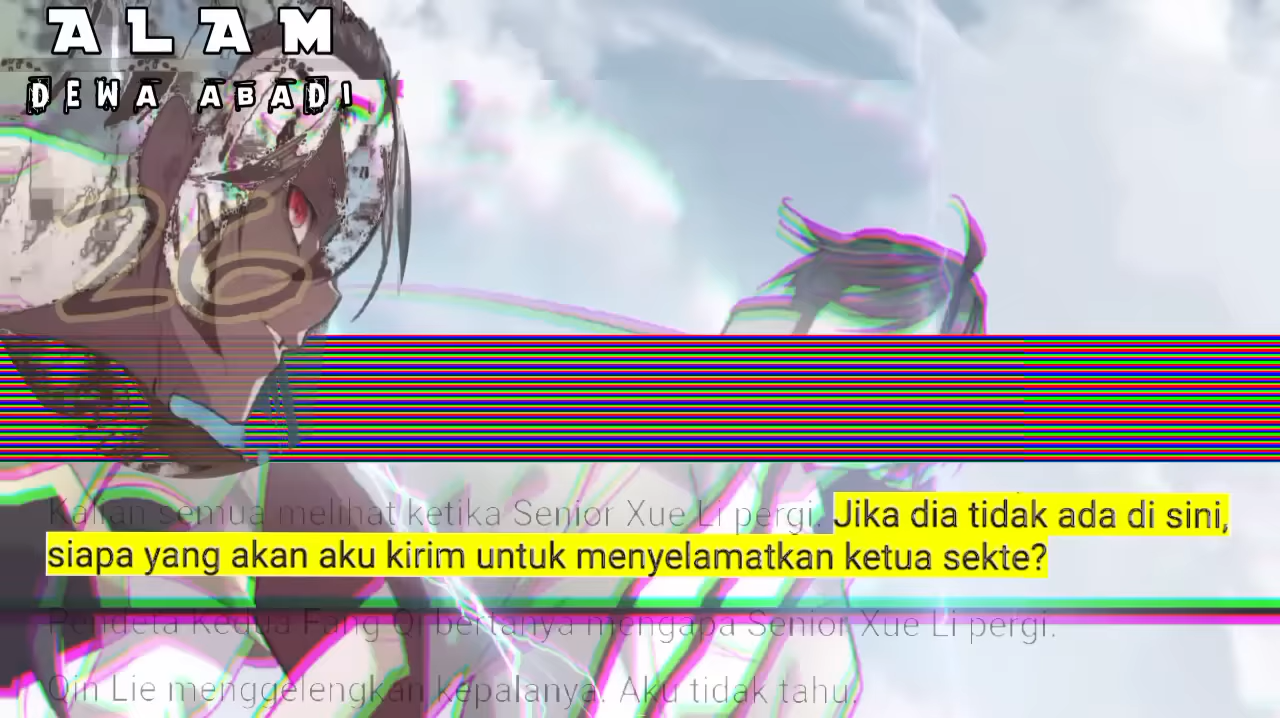 ALAM
DEWA ABADI
26
Kalian semua melihat ketika Senior Xue Li pergi. Jika dia tidak ada di sini,
siapa yang akan aku kirim untuk menyelamatkan ketua sekte?
Pendeta Kedua Fang Qi bertanya mengapa Senior Xue Li pergi.
Qin Lie menggelengkan kepalanya. Aku tidak tahu.